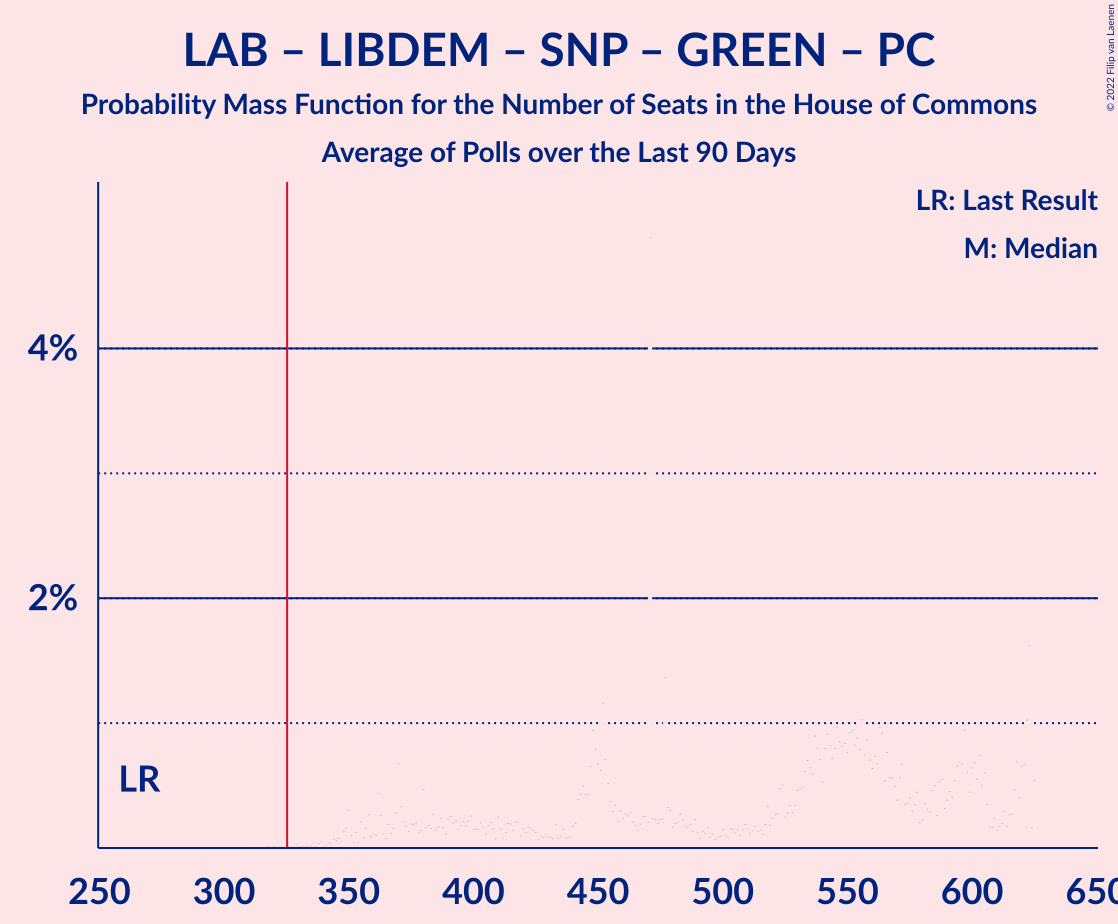 LAB – LIBDEM – SNP – GREEN – PC
Probability Mass Function for the Number of Seats in the House of Commons
Average of Polls over the Last 90 Days
© 2022 Filip van Laenen
LR: Last Result
M: Median
4%
2%
LR
250 300 350 400 450 500 550 600 650